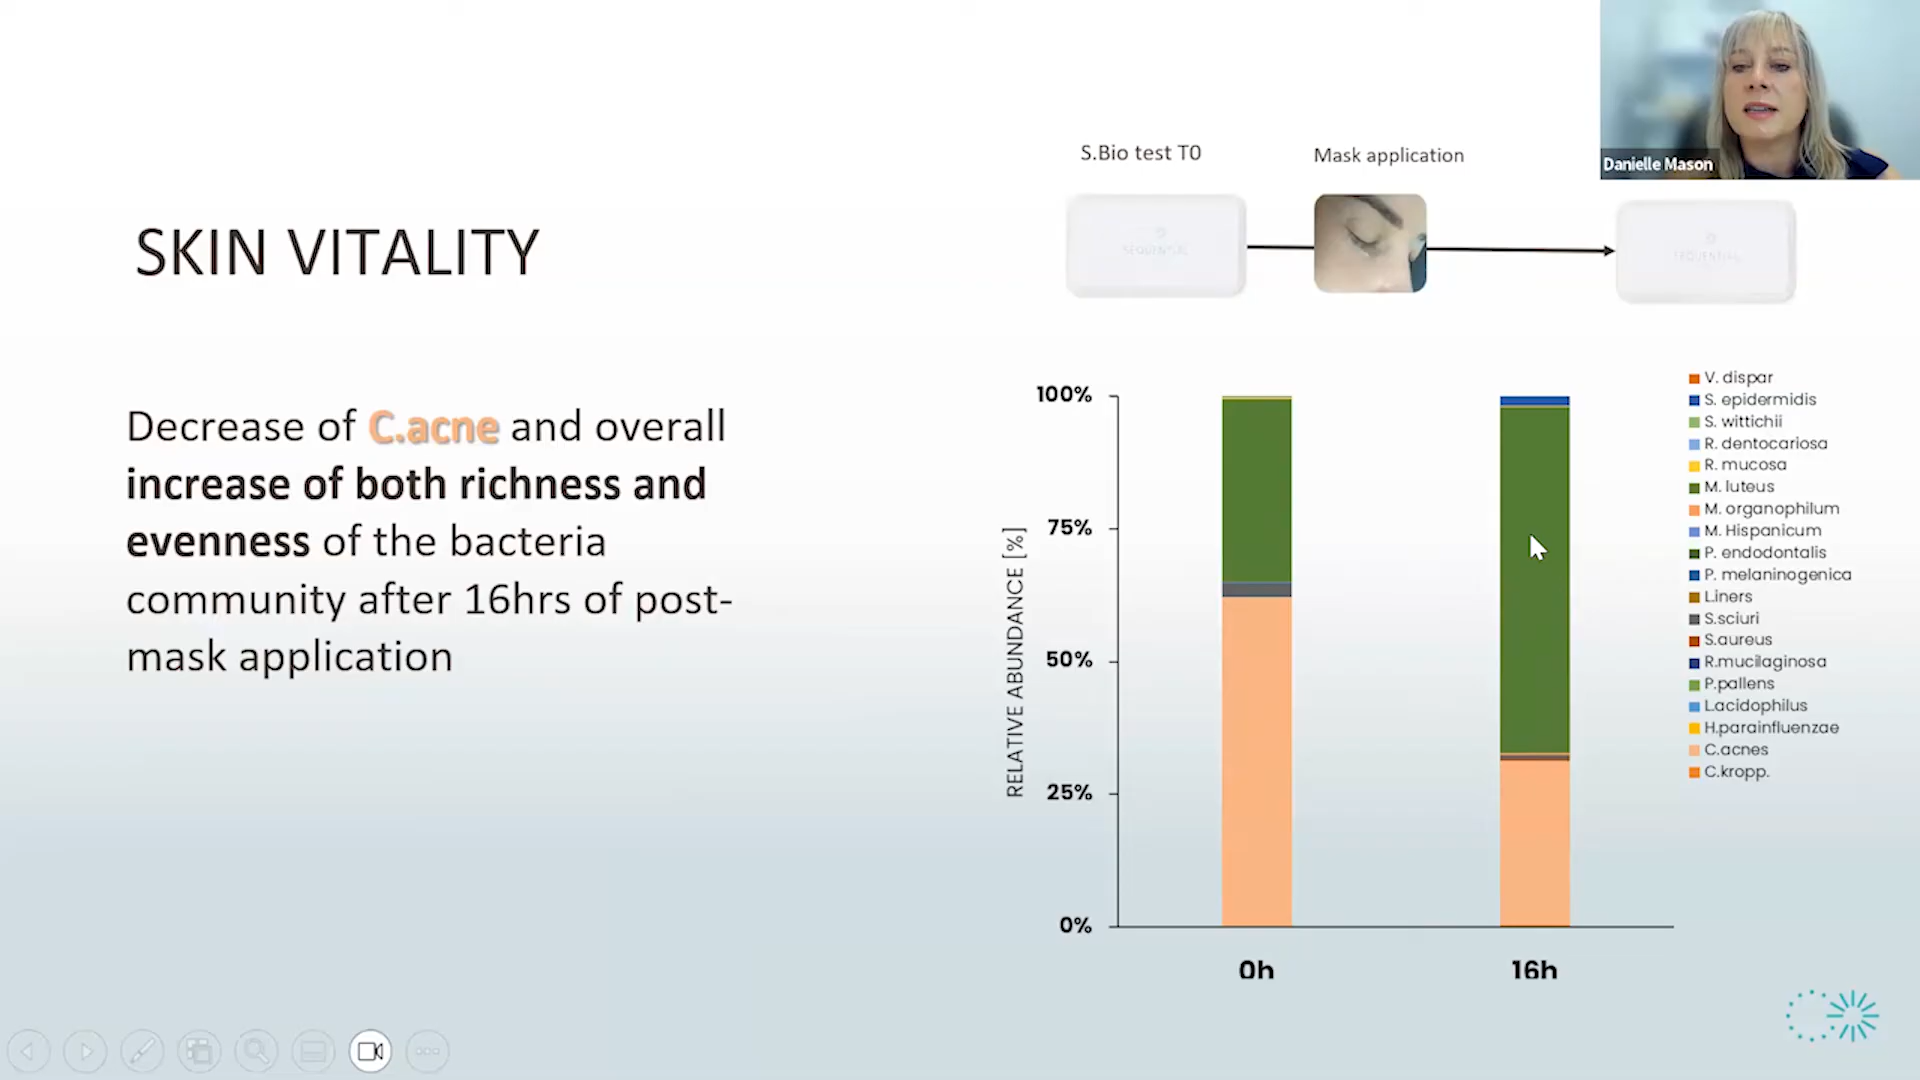 Danielle Mason
S.Bio test T0
Mask application
SEQUENTIAL
SEQUENTIAL
SKIN VITALITY
Decrease of C.acne and overall
increase of both richness and
evenness of the bacteria
community after 16hrs of post-
mask application
RELATIVE ABUNDANCE [%]
100%
75%
50%
25%
0%
0h
16h
V. dispar
S. epidermidis
S. wittichii
R. dentocariosa
R. mucosa
M. luteus
M. organophilum
M. Hispanicum
P. endodontalis
P. melaninogenica
L.iners
S.sciuri
S.aureus
R.mucilaginosa
P.pallens
L.acidophilus
H.parainfluenzae
C.acnes
C.kropp.